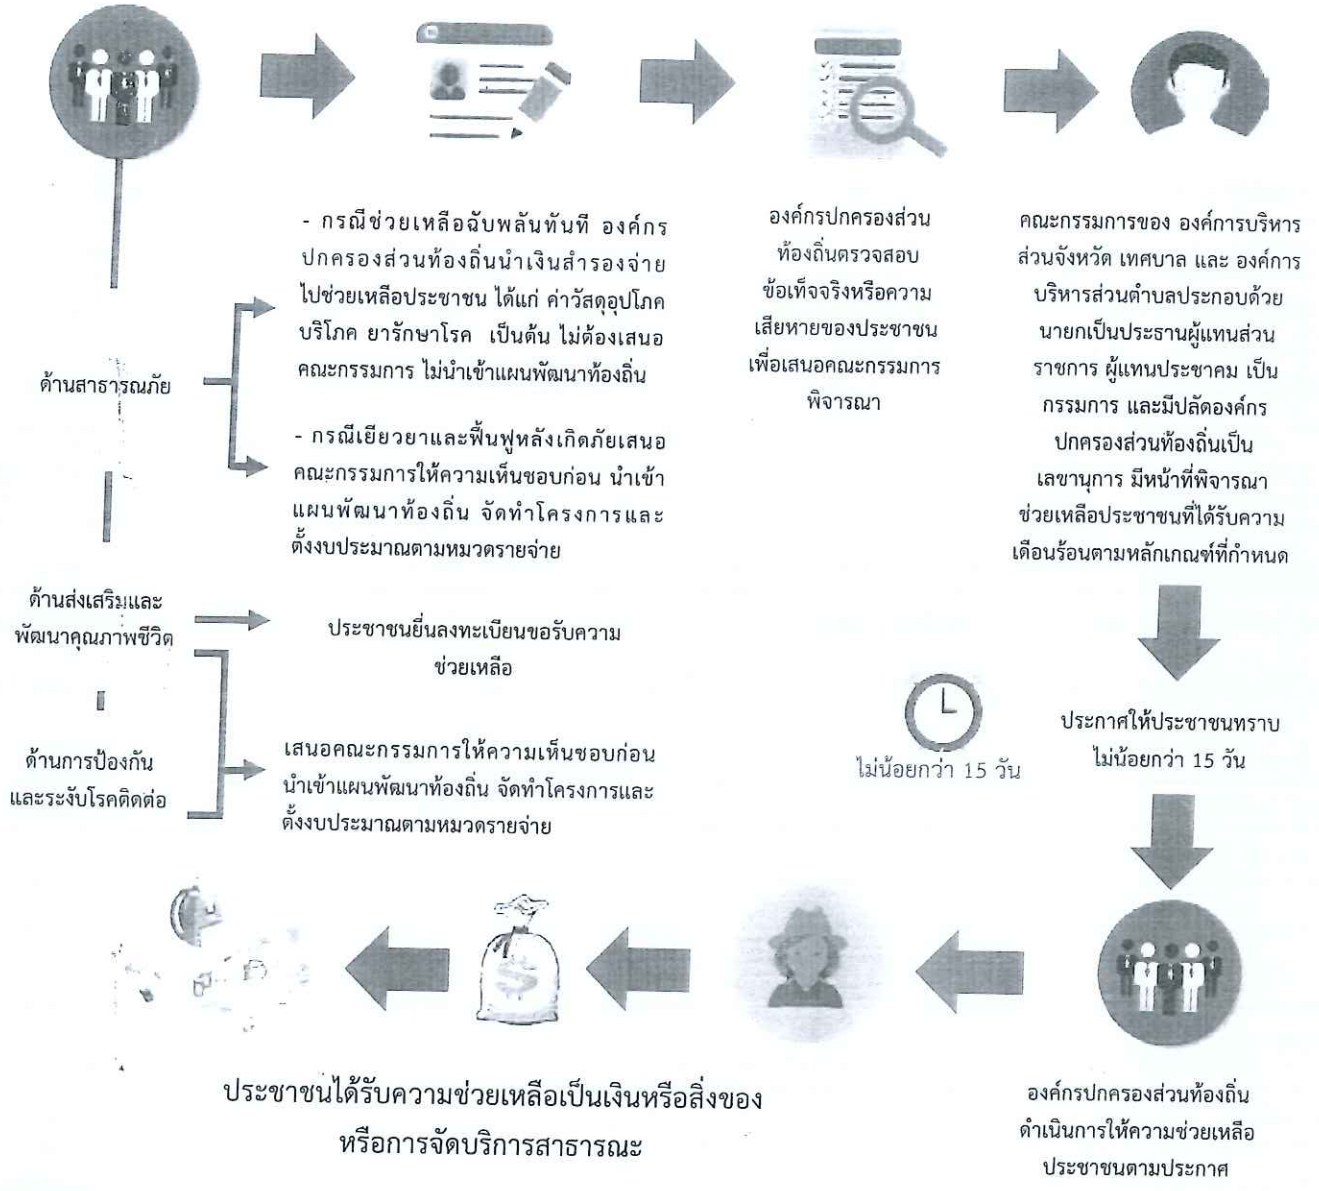 ด้านสาธารณภัย
- กรณีช่วยเหลือฉับพลันทันที องค์กร
ปกครองส่วนท้องถิ่นนำเงินสำรองจ่าย
ไปช่วยเหลือประชาชน ได้แก่ ค่าวัสดุอุปโภค
บริโภค ยารักษาโรค เป็นต้น ไม่ต้องเสนอ
คณะกรรมการ ไม่นำเข้าแผนพัฒนาท้องถิ่น
- กรณีเยียวยาและฟื้นฟูหลังเกิดภัยเสนอ
คณะกรรมการให้ความเห็นชอบก่อน นำเข้า
แผนพัฒนาท้องถิ่น จัดทำโครงการและ
ตั้งงบประมาณตามหมวดรายจ่าย
ด้านส่งเสริมและ
พัฒนาคุณภาพชีวิต
ประชาชนยื่นลงทะเบียนขอรับความ
ช่วยเหลือ
ด้านการป้องกัน
และระงับโรคติดต่อ
เสนอคณะกรรมการให้ความเห็นชอบก่อน
นำเข้าแผนพัฒนาท้องถิ่น จัดทำโครงการและ
ตั้งงบประมาณตามหมวดรายจ่าย
องค์กรปกครองส่วน
ท้องถิ่นตรวจสอบ
ข้อเท็จจริงหรือความ
เสียหายของประชาชน
เพื่อเสนอคณะกรรมการ
พิจารณา
คณะกรรมการของ องค์การบริหาร
ส่วนจังหวัด เทศบาล และ องค์การ
บริหารส่วนตำบลประกอบด้วย
นายกเป็นประธานผู้แทนส่วน
ราชการ ผู้แทนประชาคม เป็น
กรรมการ และมีปลัดองค์กร
ปกครองส่วนท้องถิ่นเป็น
เลขานุการ มีหน้าที่พิจารณา
ช่วยเหลือประชาชนที่ได้รับความ
เดือนร้อนตามหลักเกณฑ์ที่กำหนด
ไม่น้อยกว่า 15 วัน
ประกาศให้ประชาชนทราบ
ไม่น้อยกว่า 15 วัน
องค์กรปกครองส่วนท้องถิ่น
ดำเนินการให้ความช่วยเหลือ
ประชาชนตามประกาศ
$
ประชาชนได้รับความช่วยเหลือเป็นเงินหรือสิ่งของ
หรือการจัดบริการสาธารณะ